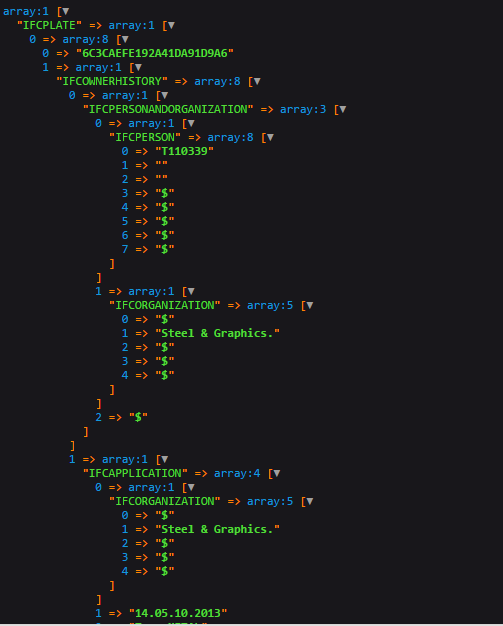 array:1 [▼
"IFCPLATE" => array:1 [▼
0 => array:8 [▼
0 => "6C3CAEFE192A41DA91D9A6"
1 => array:1 [▼
"IFCOWNERHISTORY" => array:8 [▼
0 => array:1 [▼
"IFCPERSONANDORGANIZATION" => array:3 [▼
0 => array:1 [▼
"IFCPERSON" => array:8 [▼
0 => "T110339"
1 => ""
2 => ""
3 => "$"
4 => "$"
5 => "$"
6 => "$"
7 => "$"
]
]
1 => array:1 [▼
"IFCORGANIZATION" => array:5 [▼
0 => "$"
1 => "Steel & Graphics."
2 => "$"
3 => "$"
4 => "$"
]
]
2 => "$"
]
]
1 => array:1 [▼
"IFCAPPLICATION" => array:4 [▼
0 => array:1 [▼
"IFCORGANIZATION" => array:5 [▼
0 => "$"
1 => "Steel & Graphics."
2 => "$"
3 => "$"
4 => "$"
]
]
1 => "14.05.10.2013"